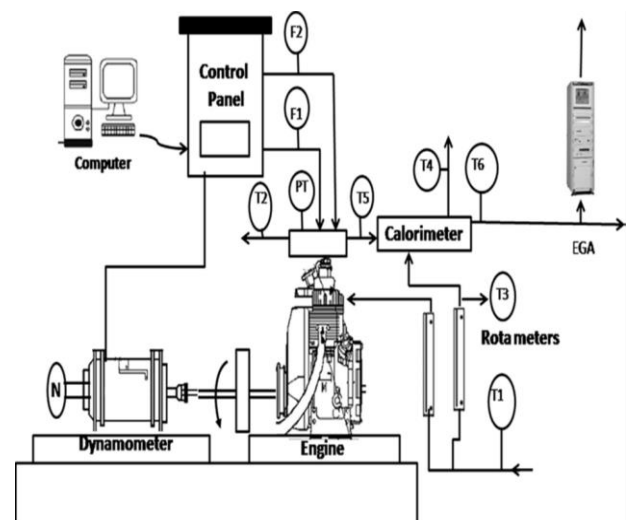 F2
Control
Panel
F1
Computer
T4
T6
T2
PT
T5
Calorimeter
EGA
T3
Rota meters
N
T1
Dynamometer
Engine